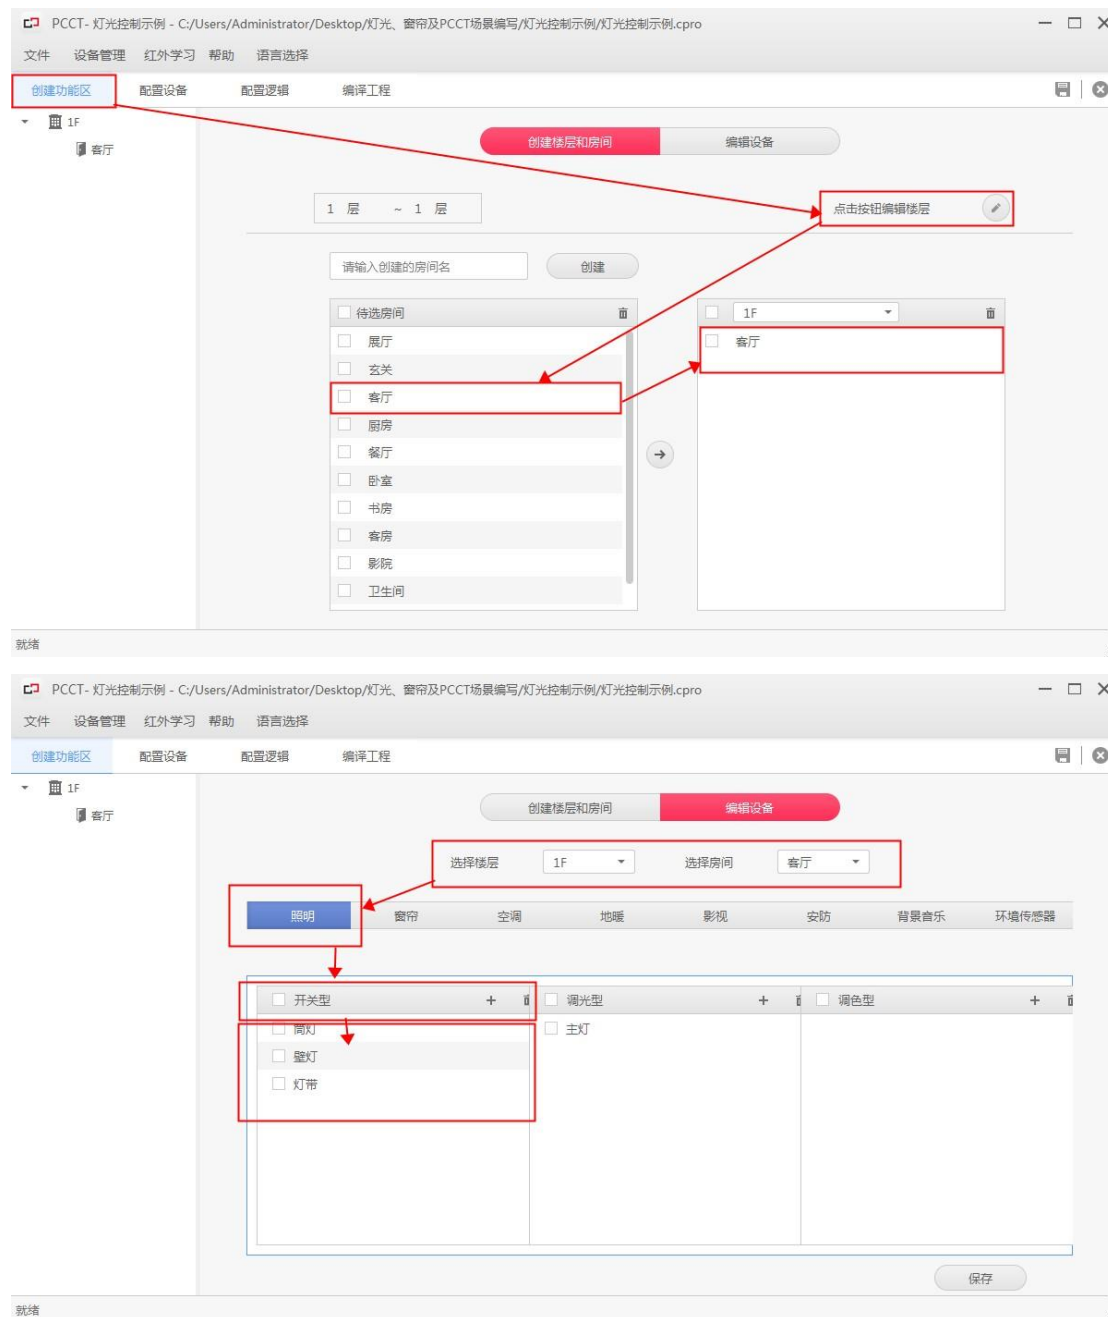 PCCT- 灯光控制示例 - C:/Users/Administrator/Desktop/灯光、窗帘及PCCT场景编写/灯光控制示例/灯光控制示例.cpro
文件 设备管理 红外学习 帮助 语言选择
创建功能区 配置设备 配置逻辑 编译工程
1F
客厅
创建楼层和房间 编辑设备
1 层 ~ 1 层 点击按钮编辑楼层
请输入创建的房间名 创建
待选房间 1F
展厅 客厅
玄关
客厅
厨房
餐厅
卧室
书房
客房
影院
卫生间
就绪
PCCT- 灯光控制示例 - C:/Users/Administrator/Desktop/灯光、窗帘及PCCT场景编写/灯光控制示例/灯光控制示例.cpro
文件 设备管理 红外学习 帮助 语言选择
创建功能区 配置设备 配置逻辑 编译工程
1F
客厅
创建楼层和房间 编辑设备
选择楼层 1F 选择房间 客厅
照明 窗帘 空调 地暖 影视 安防 背景音乐 环境传感器
开关型 调光型 调色型
筒灯 主灯
壁灯
灯带
保存
就绪